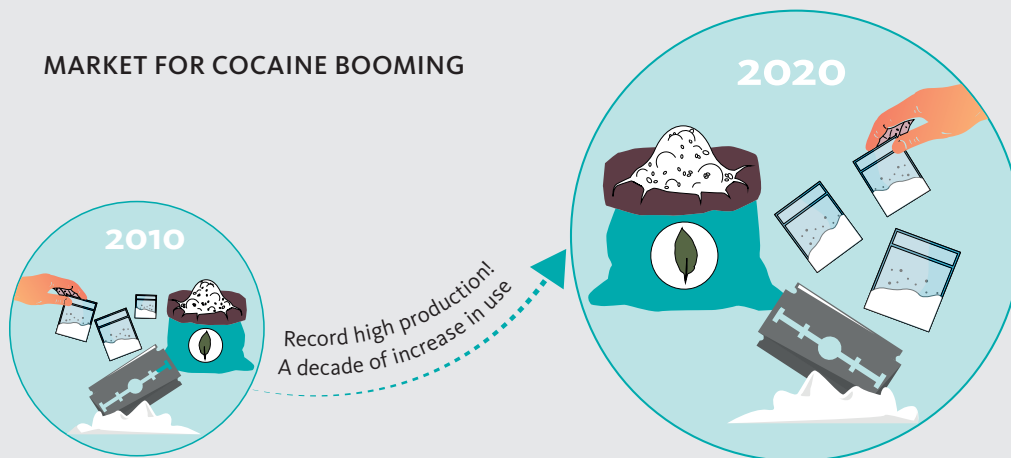 MARKET FOR COCAINE BOOMING
2010
Record high production!
A decade of increase in use
2020